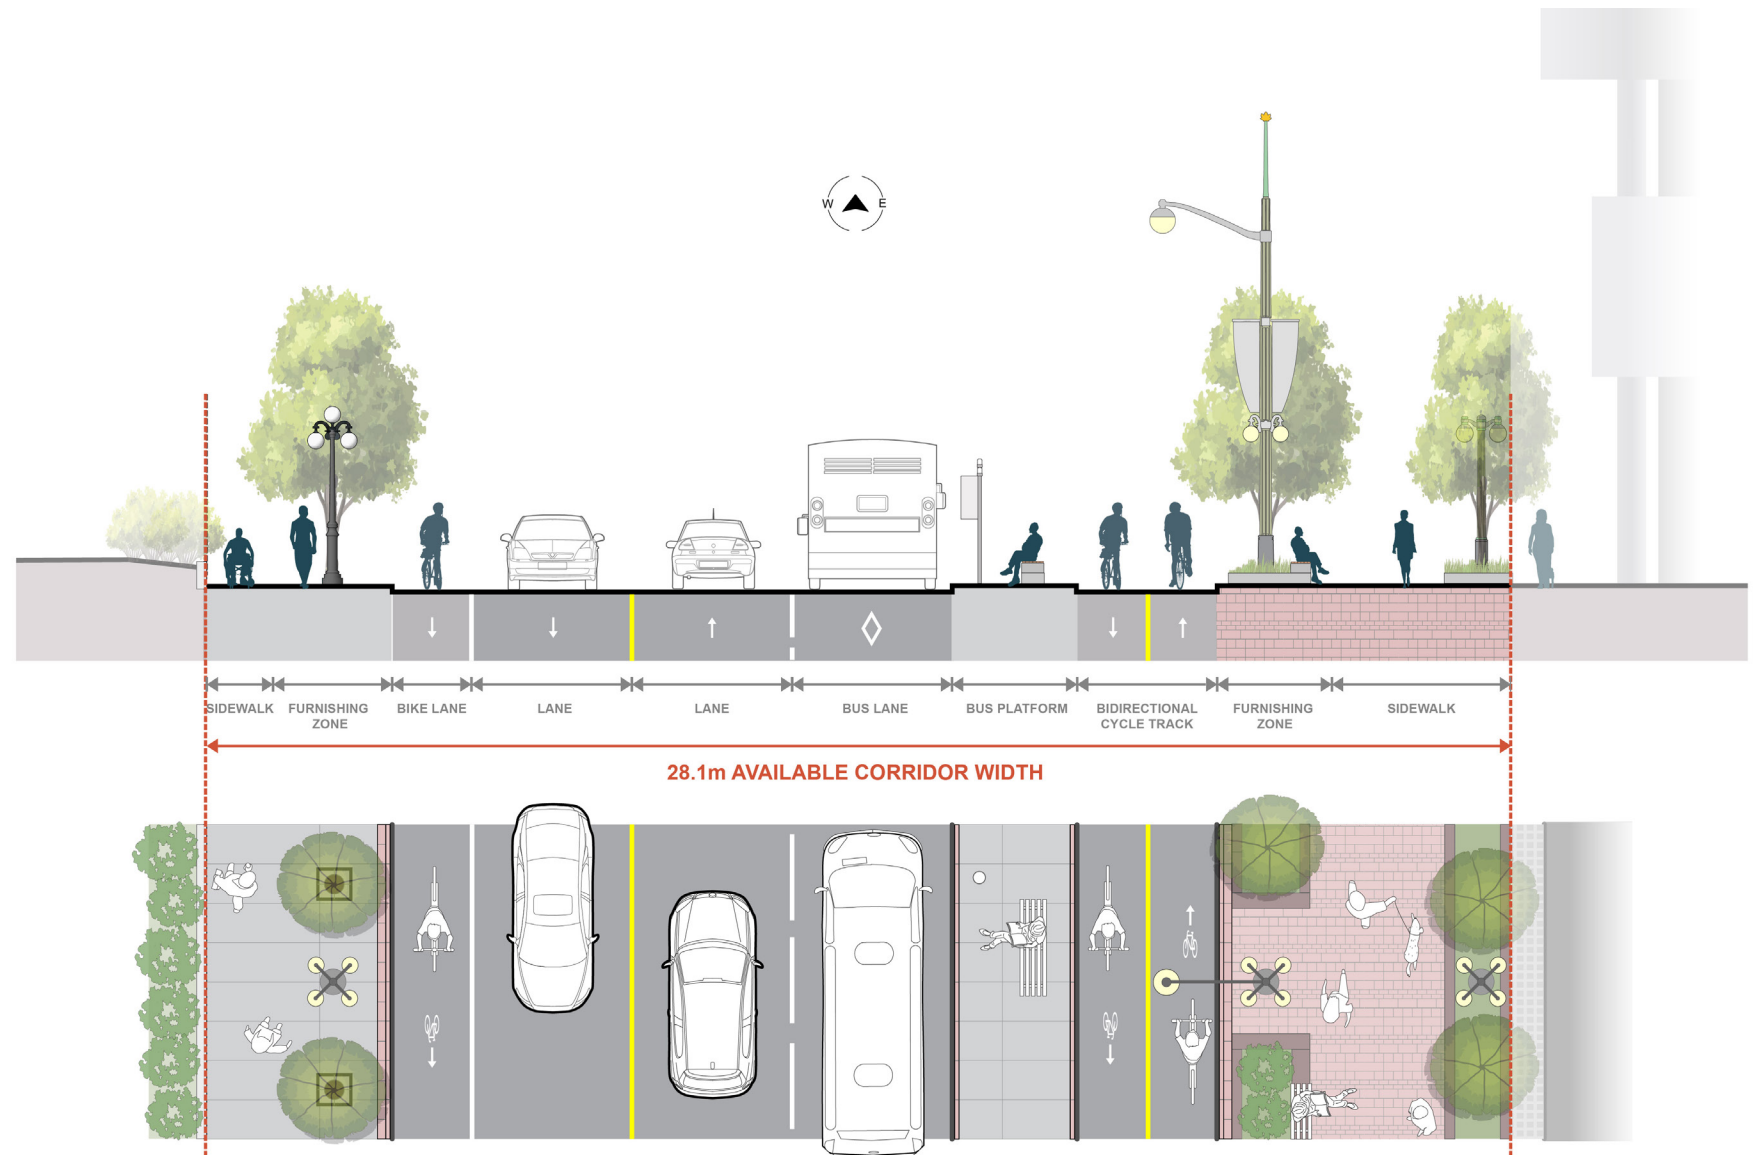 W E
SIDEWALK
FURNISHING
ZONE
BIKE LANE
LANE
LANE
BUS LANE
BUS PLATFORM
BIDIRECTIONAL
CYCLE TRACK
FURNISHING
ZONE
SIDEWALK
28.1m AVAILABLE CORRIDOR WIDTH